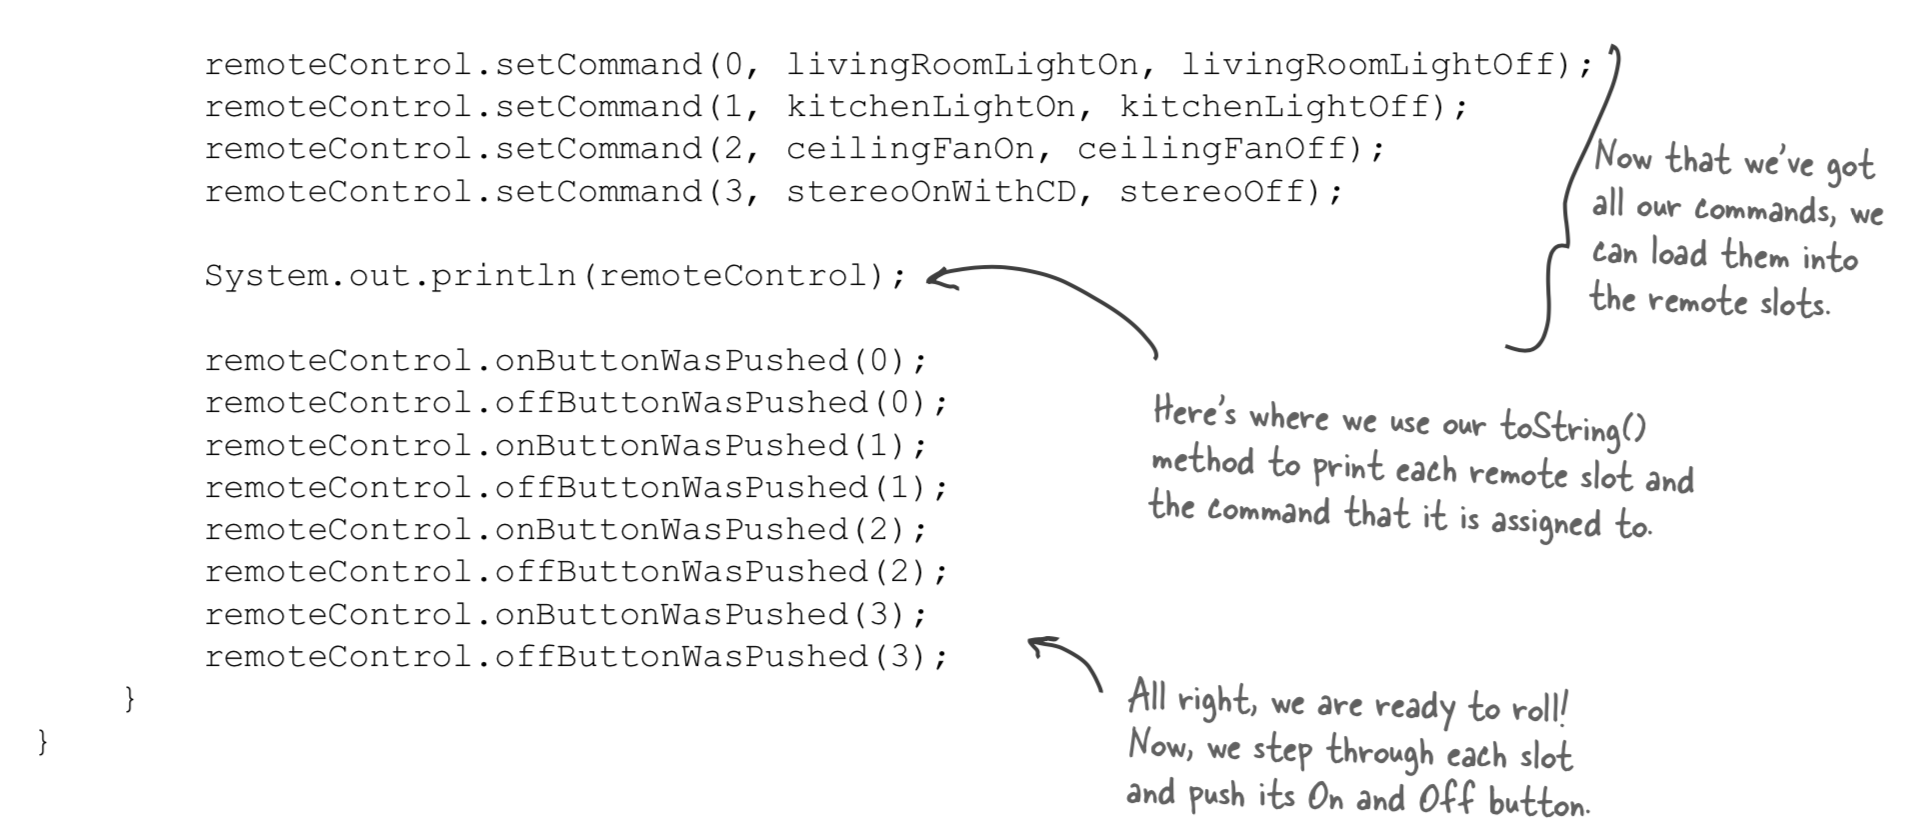 remoteControl.setCommand(0, livingRoomLightOn, livingRoomLightOff);
remoteControl.setCommand(1, kitchenLightOn, kitchenLightOff);
remoteControl.setCommand(2, ceilingFanOn, ceilingFanOff);
remoteControl.setCommand(3, stereoOnWithCD, stereoOff);
Now that we've got
all our commands, we
can load them into
the remote slots.
System.out.println(remoteControl);
Here's where we use our toString()
method to print each remote slot and
the command that it is assigned to.
remoteControl.onButtonWasPushed(0);
remoteControl.offButtonWasPushed(0);
remoteControl.onButtonWasPushed(1);
remoteControl.offButtonWasPushed(1);
remoteControl.onButtonWasPushed(2);
remoteControl.offButtonWasPushed(2);
remoteControl.onButtonWasPushed(3);
remoteControl.offButtonWasPushed(3);
All right, we are ready to roll!
Now, we step through each slot
and push its On and Off button.
}
}